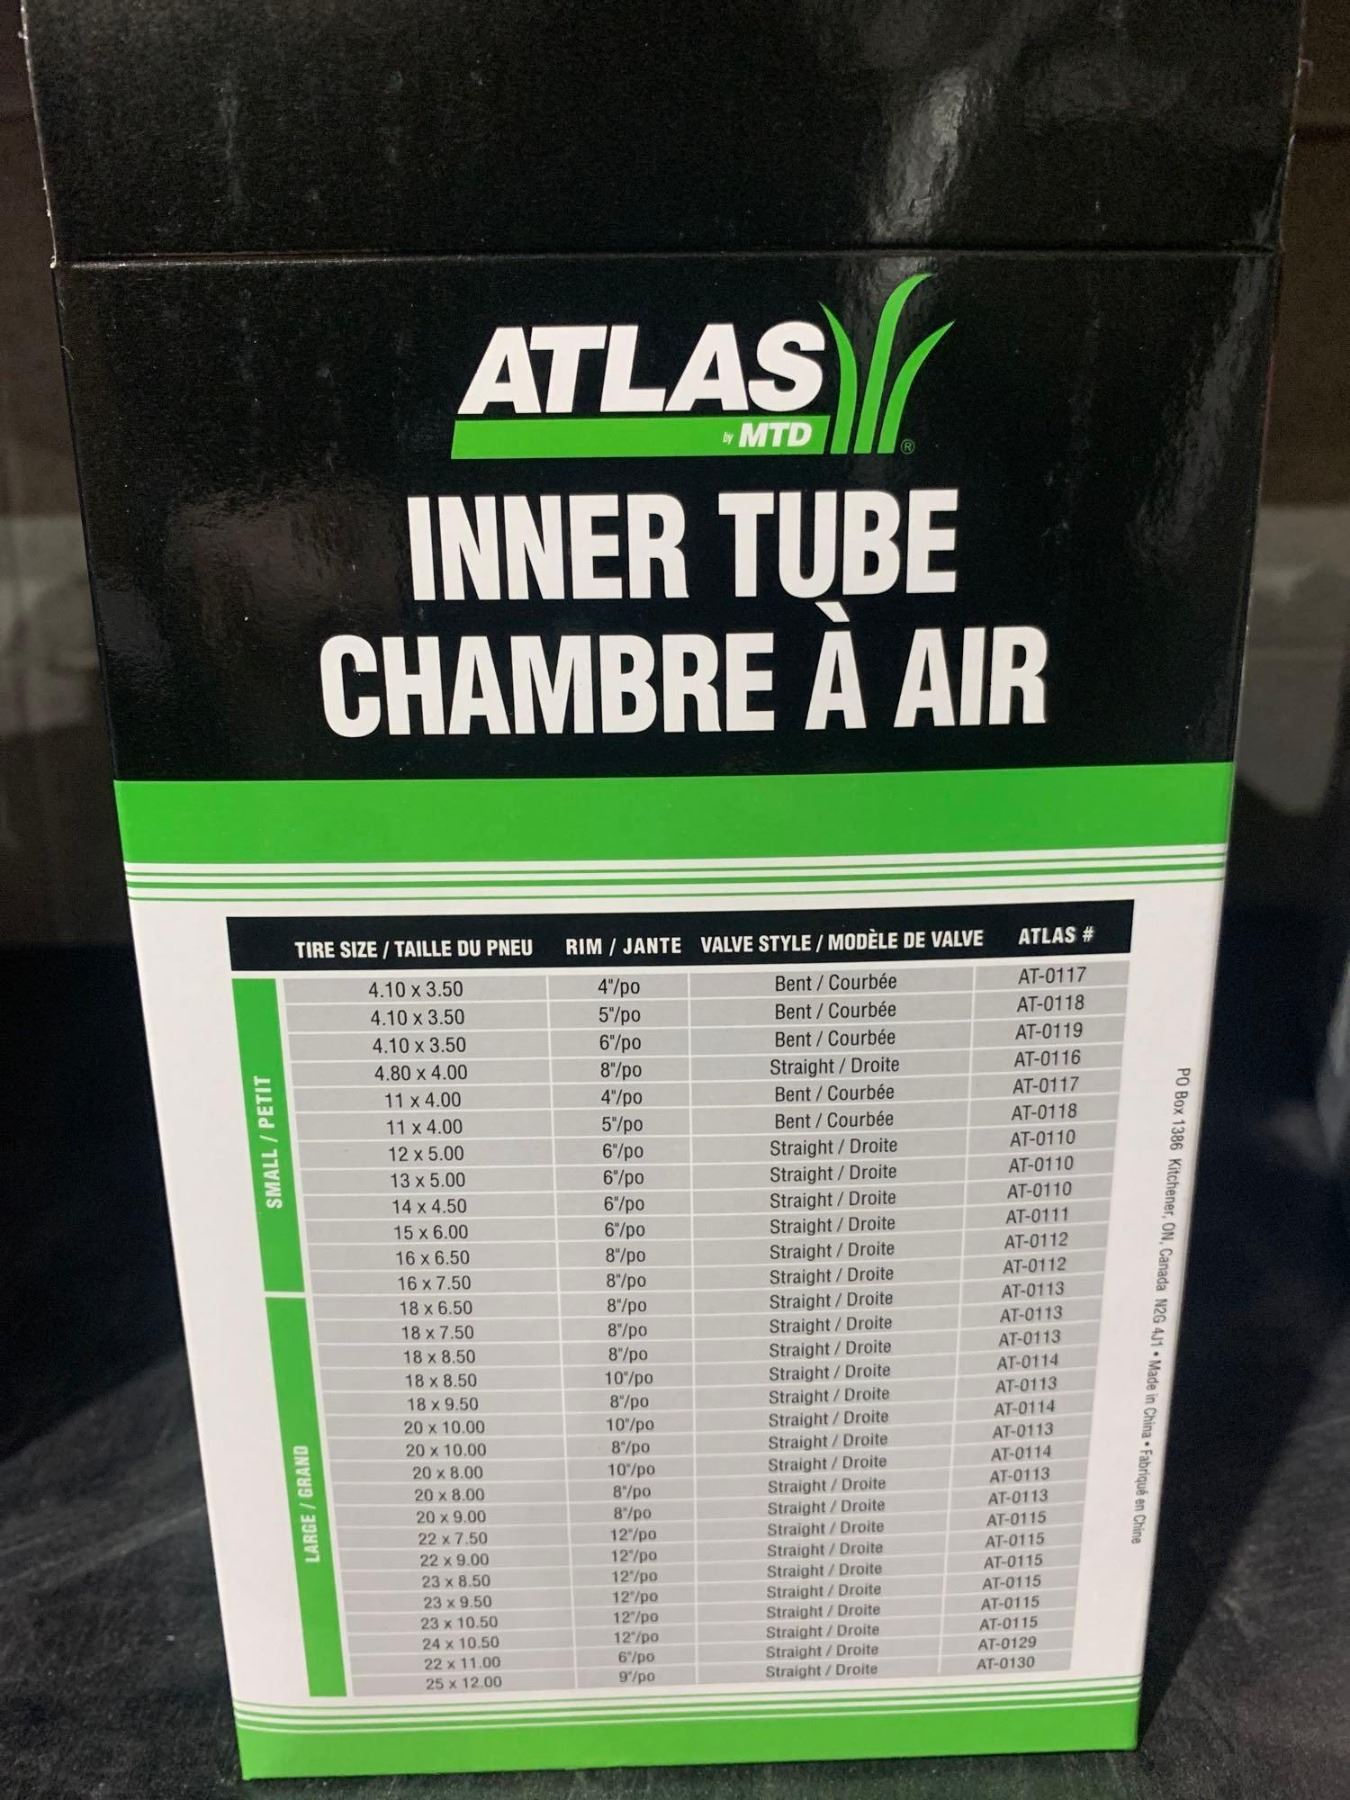 ATLAS
by MTD ®
INNER TUBE
CHAMBRE À AIR
TIRE SIZE / TAILLE DU PNEU RIM / JANTE VALVE STYLE / MODÈLE DE VALVE ATLAS #
SMALL / PETIT
4.10 x 3.50 4"/po Bent / Courbée AT-0117
4.10 x 3.50 5"/po Bent / Courbée AT-0118
4.10 x 3.50 6"/po Bent / Courbée AT-0119
4.80 x 4.00 8"/po Straight / Droite AT-0116
11 x 4.00 4"/po Bent / Courbée AT-0117
11 x 4.00 5"/po Bent / Courbée AT-0118
12 x 5.00 6"/po Straight / Droite AT-0110
13 x 5.00 6"/po Straight / Droite AT-0110
14 x 4.50 6"/po Straight / Droite AT-0110
15 x 6.00 6"/po Straight / Droite AT-0111
16 x 6.50 8"/po Straight / Droite AT-0112
16 x 7.50 8"/po Straight / Droite AT-0112
LARGE / GRAND
18 x 6.50 8"/po Straight / Droite AT-0113
18 x 7.50 8"/po Straight / Droite AT-0113
18 x 8.50 8"/po Straight / Droite AT-0113
18 x 8.50 10"/po Straight / Droite AT-0114
18 x 9.50 8"/po Straight / Droite AT-0113
20 x 10.00 10"/po Straight / Droite AT-0114
20 x 10.00 8"/po Straight / Droite AT-0113
20 x 8.00 10"/po Straight / Droite AT-0114
20 x 8.00 8"/po Straight / Droite AT-0113
20 x 9.00 8"/po Straight / Droite AT-0113
22 x 7.50 12"/po Straight / Droite AT-0115
22 x 9.00 12"/po Straight / Droite AT-0115
23 x 8.50 12"/po Straight / Droite AT-0115
23 x 9.50 12"/po Straight / Droite AT-0115
23 x 10.50 12"/po Straight / Droite AT-0115
24 x 10.50 12"/po Straight / Droite AT-0115
22 x 11.00 6"/po Straight / Droite AT-0129
25 x 12.00 9"/po Straight / Droite AT-0130
PO Box 1386 Kitchener, ON, Canada N2G 4J1 • Made in China • Fabriqué en Chine